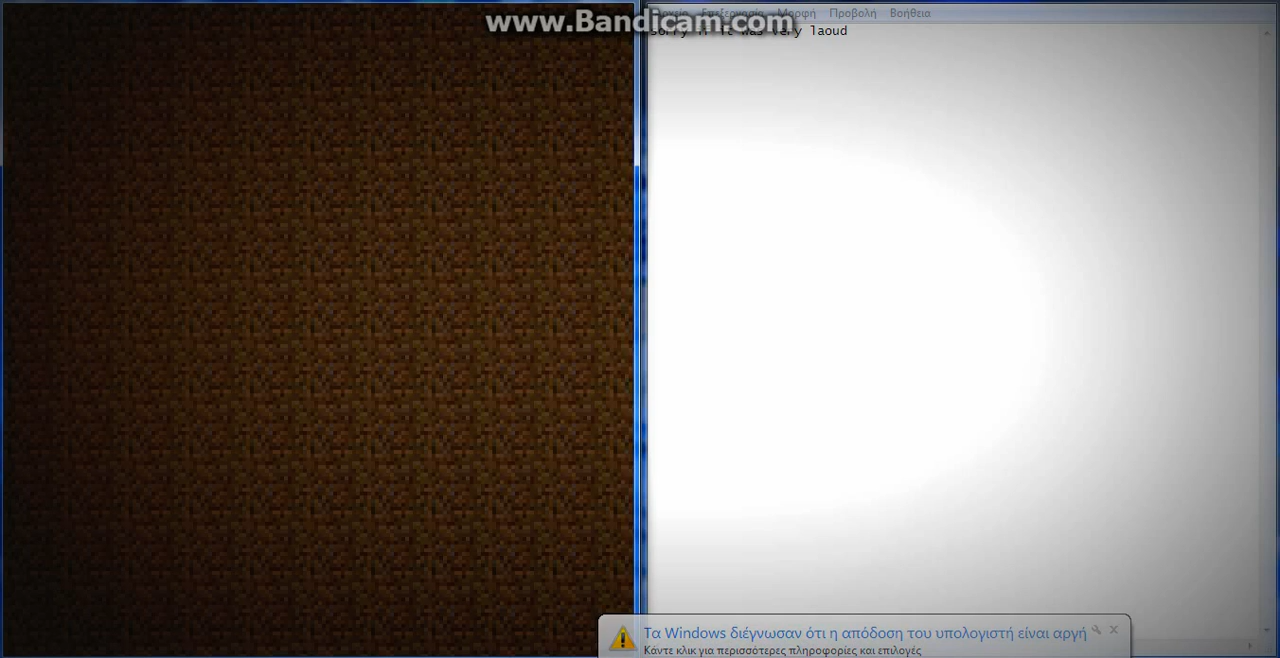 www.Bandicam.com
Μορφή Προβολή Βοήθεια
very laoud
Τα Windows διέγνωσαν ότι η απόδοση του υπολογιστή είναι αργή
Κάντε κλικ για περισσότερες πληροφορίες και επιλογές